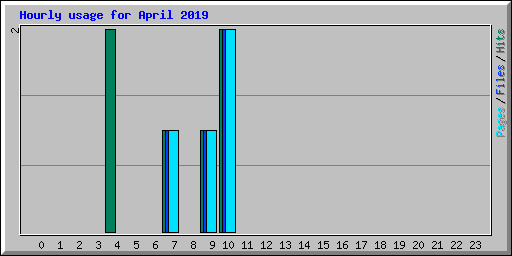 Hourly usage for April 2019
2
Pages/Files/Hits
0 1 2 3 4 5 6 7 8 9 10 11 12 13 14 15 16 17 18 19 20 21 22 23